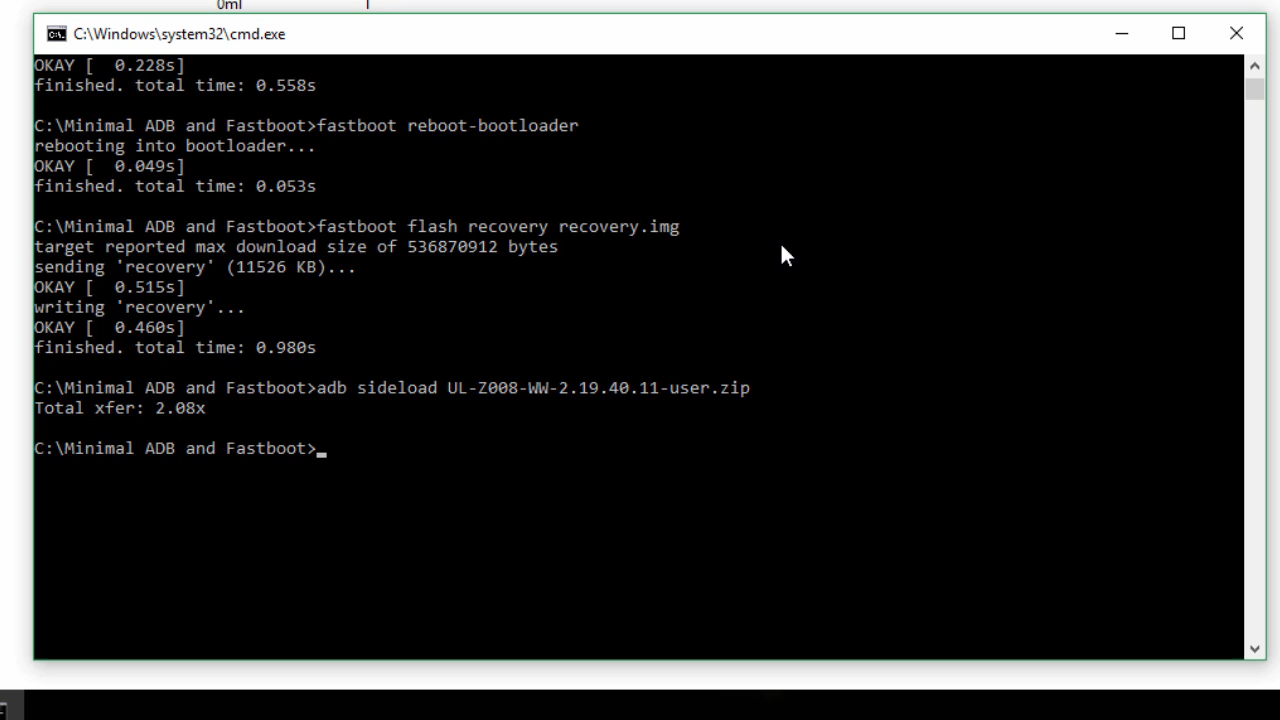 0ml
C:\Windows\system32\cmd.exe
OKAY [  0.228s]
finished. total time: 0.558s
C:\Minimal ADB and Fastboot>fastboot reboot-bootloader
rebooting into bootloader...
OKAY [  0.049s]
finished. total time: 0.053s
C:\Minimal ADB and Fastboot>fastboot flash recovery recovery.img
target reported max download size of 536870912 bytes
sending 'recovery' (11526 KB)...
OKAY [  0.515s]
writing 'recovery'...
OKAY [  0.460s]
finished. total time: 0.980s
C:\Minimal ADB and Fastboot>adb sideload UL-Z008-WW-2.19.40.11-user.zip
Total xfer: 2.08x
C:\Minimal ADB and Fastboot>_